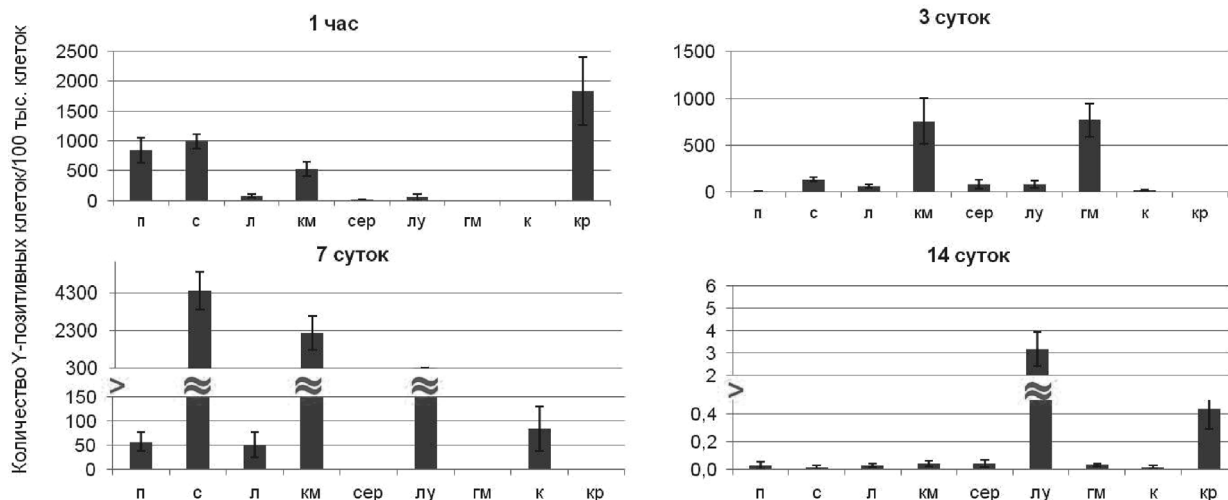 Количество Y-позитивных клеток/100 тыс. клеток
1 час
2500
2000
1500
1000
500
0
п с л км сер лу гм к кр
3 суток
1500
1000
500
0
п с л км сер лу гм к кр
7 суток
4300
2300
300
150
100
50
0
п с л км сер лу гм к кр
14 суток
6
5
4
3
2
0,4
0,2
0,0
п с л км сер лу гм к кр